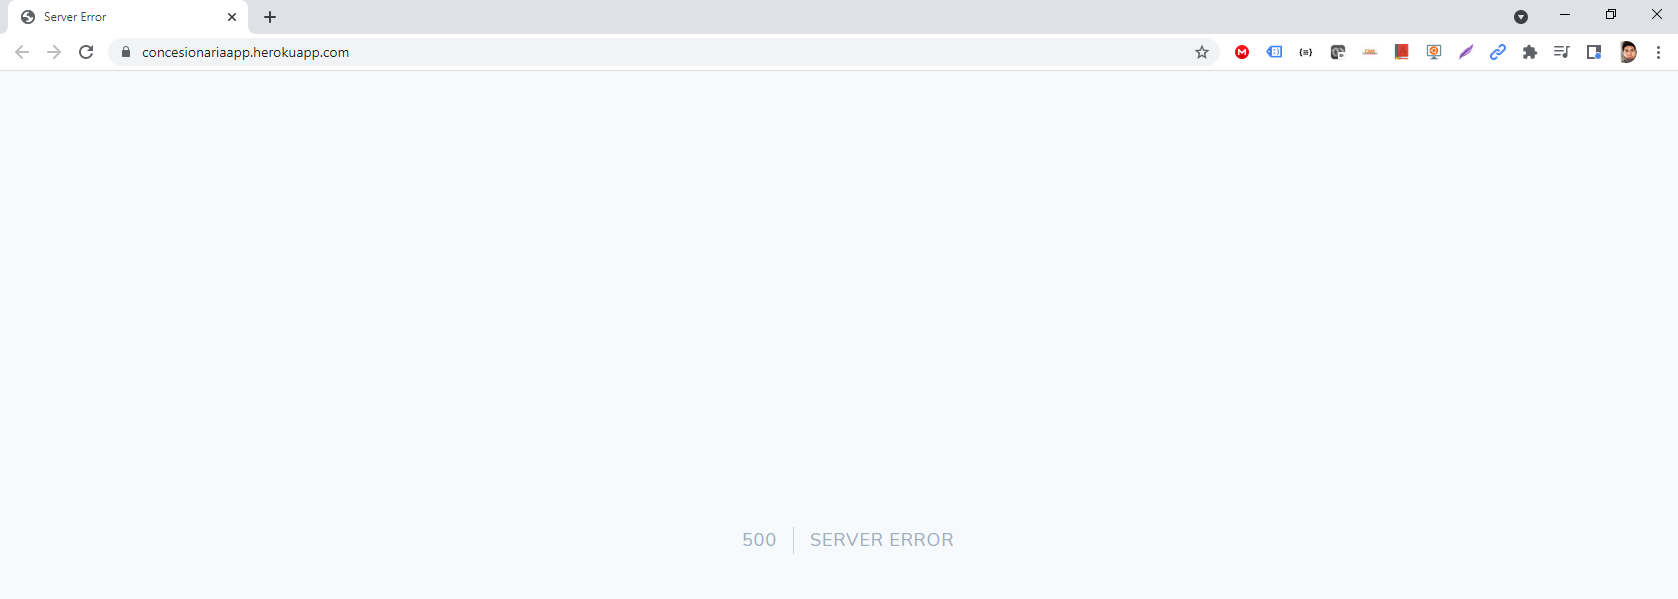 Server Error
concesionariaapp.herokuapp.com
500 SERVER ERROR